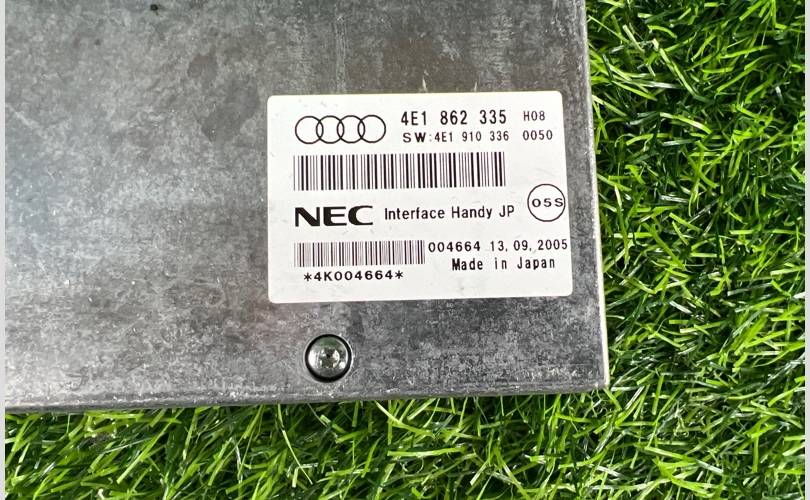 4E1 862 335 H08
SW:4E1 910 336 0050
NEC Interface Handy JP 05S
004664 13, 09, 2005
*4K004664* Made in Japan